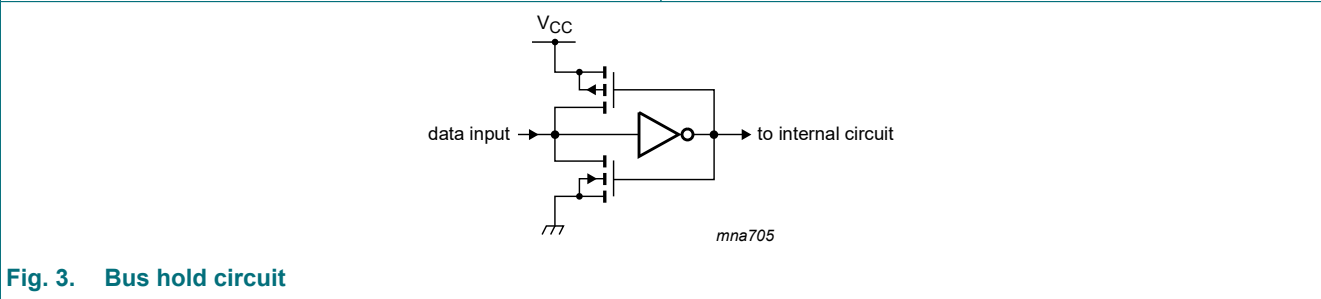 VCC
data input
to internal circuit
mna705
Fig. 3. Bus hold circuit